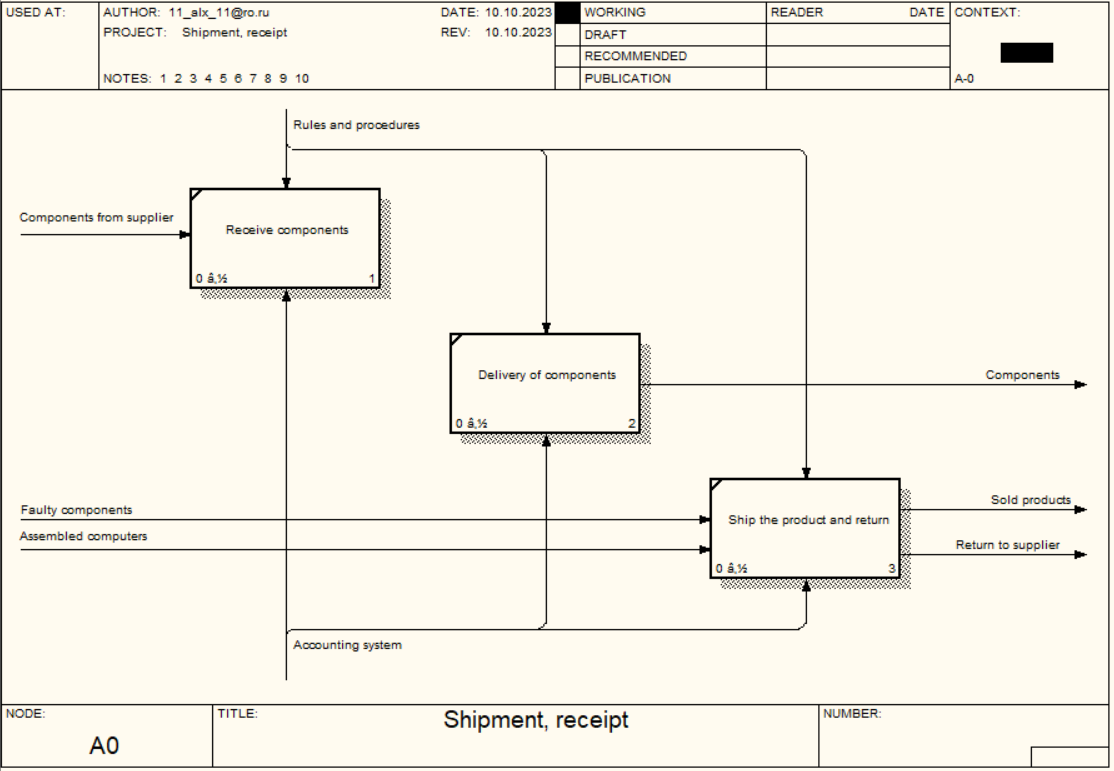 USED AT:
AUTHOR: 11_alx_11@ro.ru
DATE: 10.10.2023
PROJECT: Shipment, receipt
REV: 10.10.2023
NOTES: 1 2 3 4 5 6 7 8 9 10
WORKING
DRAFT
RECOMMENDED
PUBLICATION
READER
DATE
CONTEXT:
A-0
Rules and procedures
Components from supplier
Receive components
0 â‚½
1
Delivery of components
0 â‚½
2
Components
Faulty components
Assembled computers
Ship the product and return
0 â‚½
3
Sold products
Return to supplier
Accounting system
NODE:
A0
TITLE:
Shipment, receipt
NUMBER: